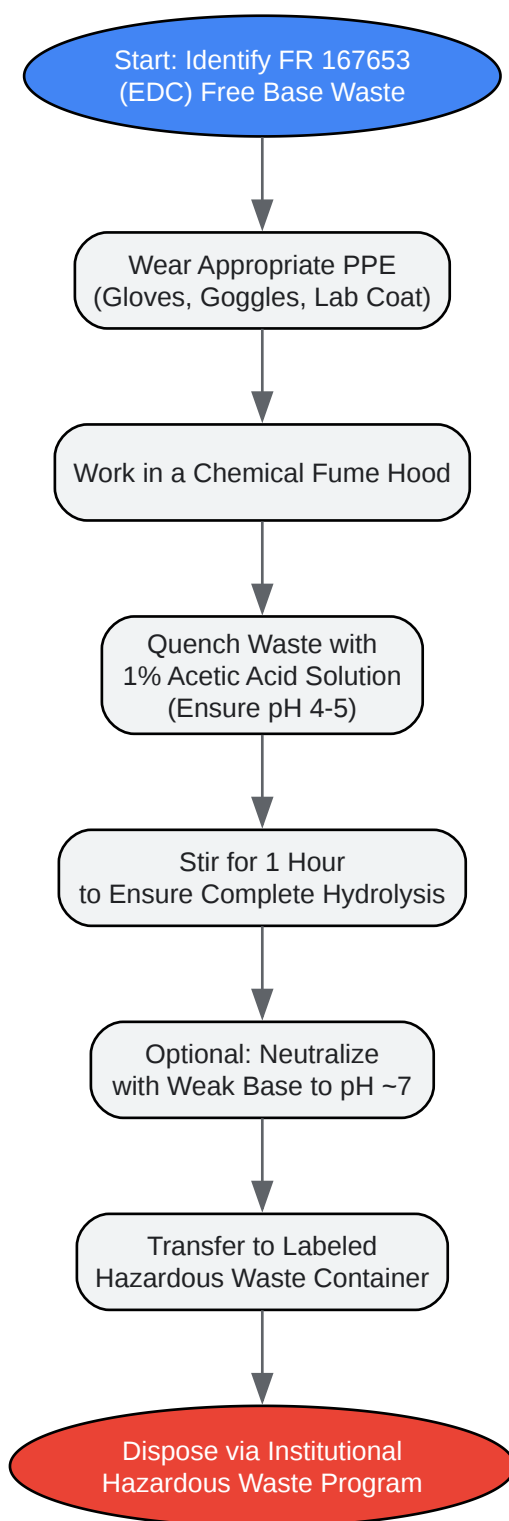 Start: Identify FR 167653
(EDC) Free Base Waste
Wear Appropriate PPE
(Gloves, Goggles, Lab Coat)
Work in a Chemical Fume Hood
Quench Waste with
1% Acetic Acid Solution
(Ensure pH 4-5)
Stir for 1 Hour
to Ensure Complete Hydrolysis
Optional: Neutralize
with Weak Base to pH ~7
Transfer to Labeled
Hazardous Waste Container
Dispose via Institutional
Hazardous Waste Program